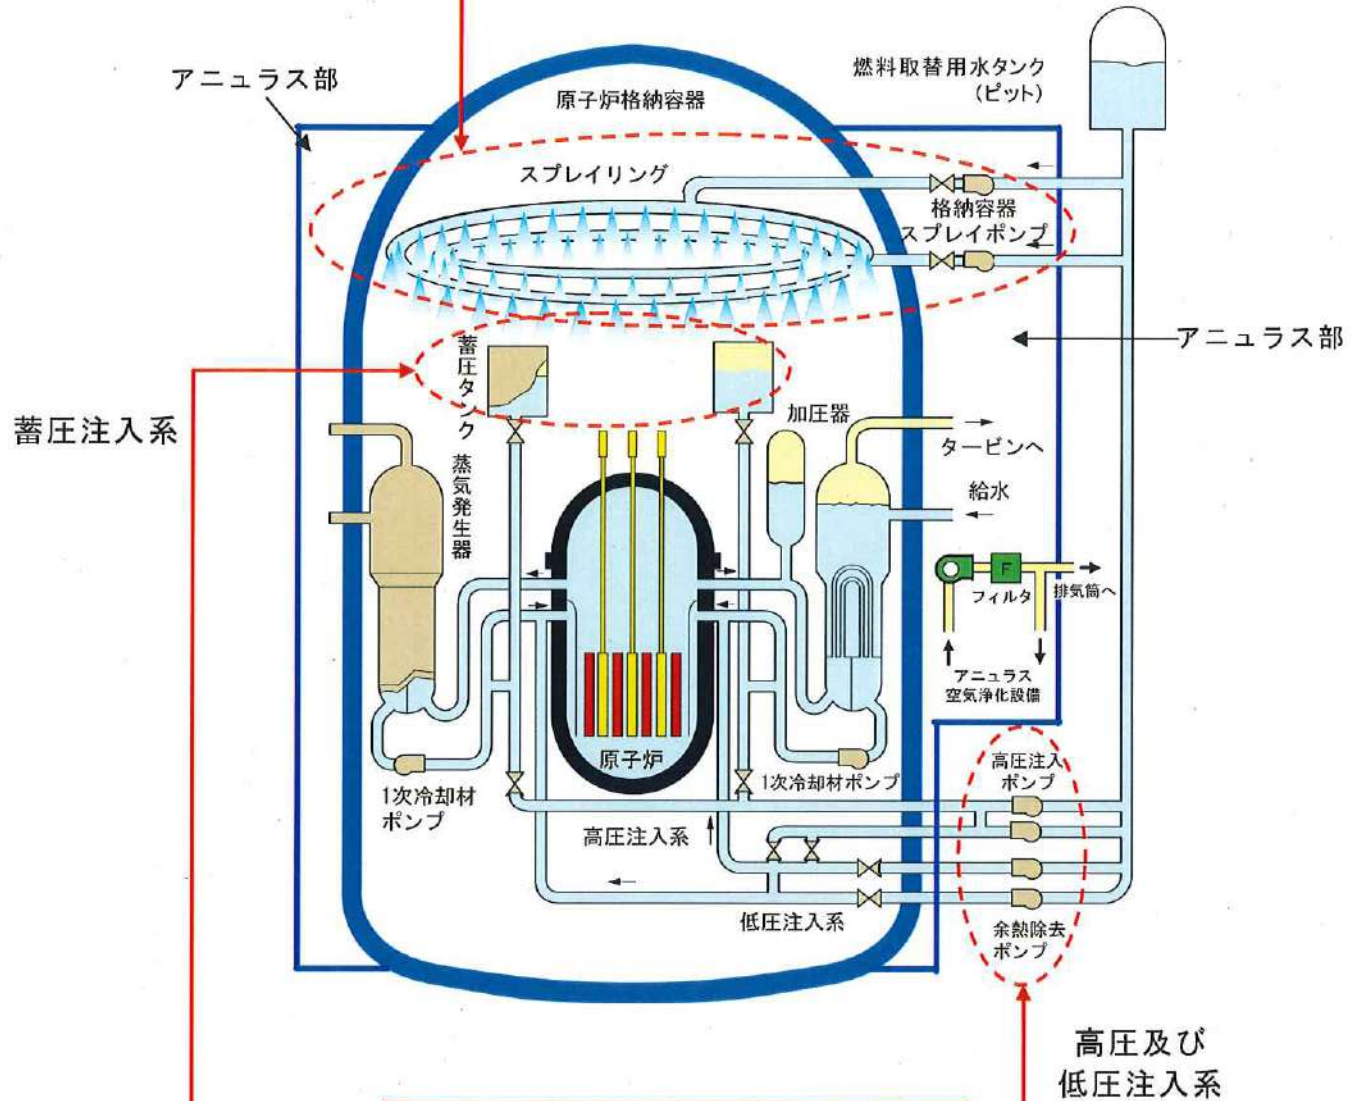 アニュラス部
燃料取替用水タンク
(ピット)
原子炉格納容器
スプレイリング
格納容器
スプレイポンプ
アニュラス部
蓄圧タンク
加圧器
タービンへ
蓄圧注入系
蒸気発生器
給水
F
フィルタ
排気筒へ
アニュラス
空気浄化設備
原子炉
高圧注入
ポンプ
1次冷却材ポンプ
1次冷却材
ポンプ
高圧注入系
低圧注入系
余熱除去
ポンプ
高圧及び
低圧注入系